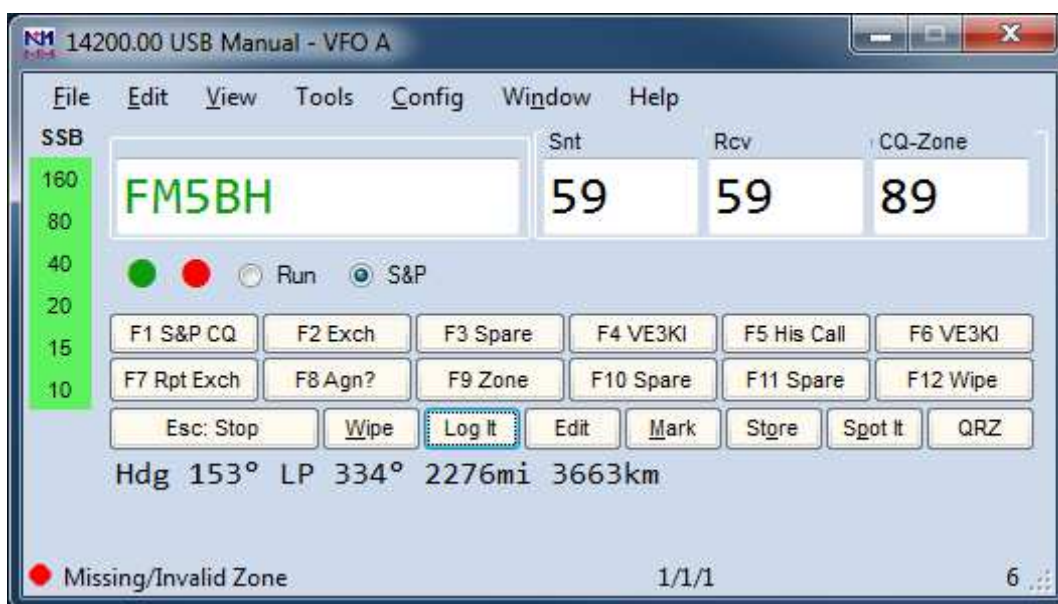 14200.00 USB Manual - VFO A
File Edit View Tools Config Window Help
SSB Snt Rcv CQ-Zone
160
80
40
20
15
10
FM5BH 59 59 89
Run S&P
F1 S&P CQ F2 Exch F3 Spare F4 VE3KI F5 His Call F6 VE3KI
F7 Rpt Exch F8 Agn? F9 Zone F10 Spare F11 Spare F12 Wipe
Esc: Stop Wipe Log It Edit Mark Store Spot It QRZ
Hdg 153° LP 334° 2276mi 3663km
Missing/Invalid Zone 1/1/1 6